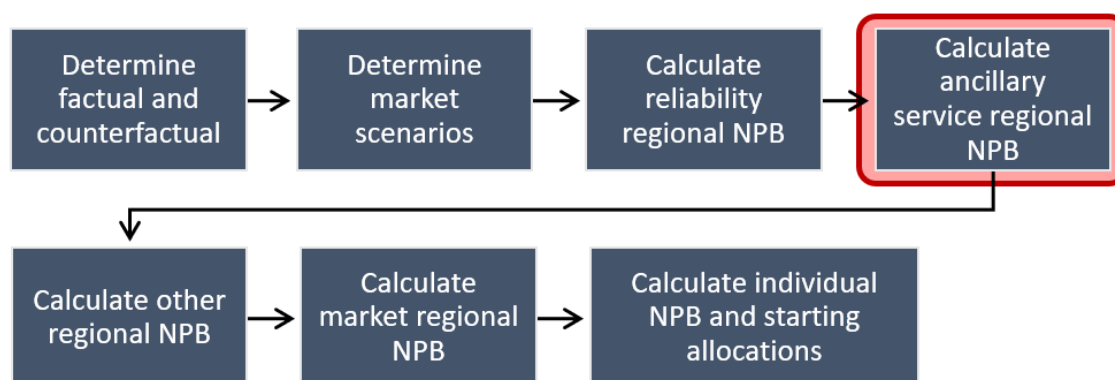 Determine
factual and
counterfactual
Determine
market
scenarios
Calculate
reliability
regional NPB
Calculate
ancillary
service regional
NPB
Calculate other
regional NPB
Calculate
market regional
NPB
Calculate individual
NPB and starting
allocations